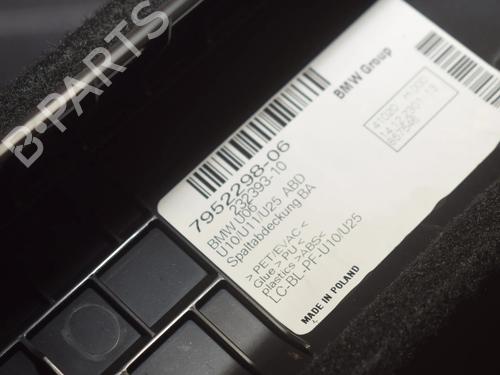 B-PARTS
BMW Group
7952298-06
232393-10
BMW U06
U10/U11/U25 ABD
Spaltabdeckung BA
> PET/EVAC <
Glue > PU <
plastics >ABS<
LC-BL-PF-U10/U25
MADE IN POLAND